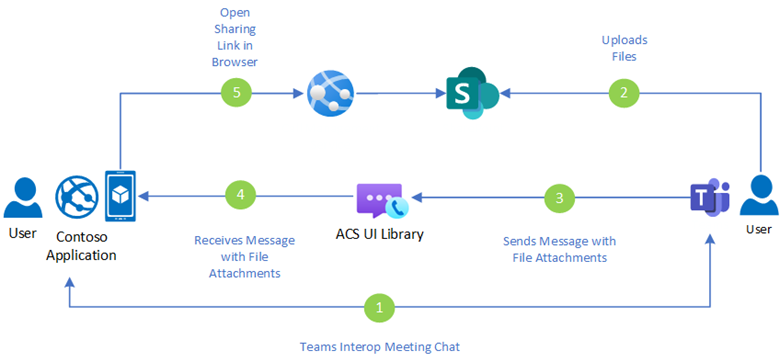 Open
Sharing
Link in
Browser
5
Uploads
Files
2
S
User
Contoso
Application
4
Receives Message
with File
Attachments
ACS UI Library
3
Sends Message with
File Attachments
T
User
1
Teams Interop Meeting Chat